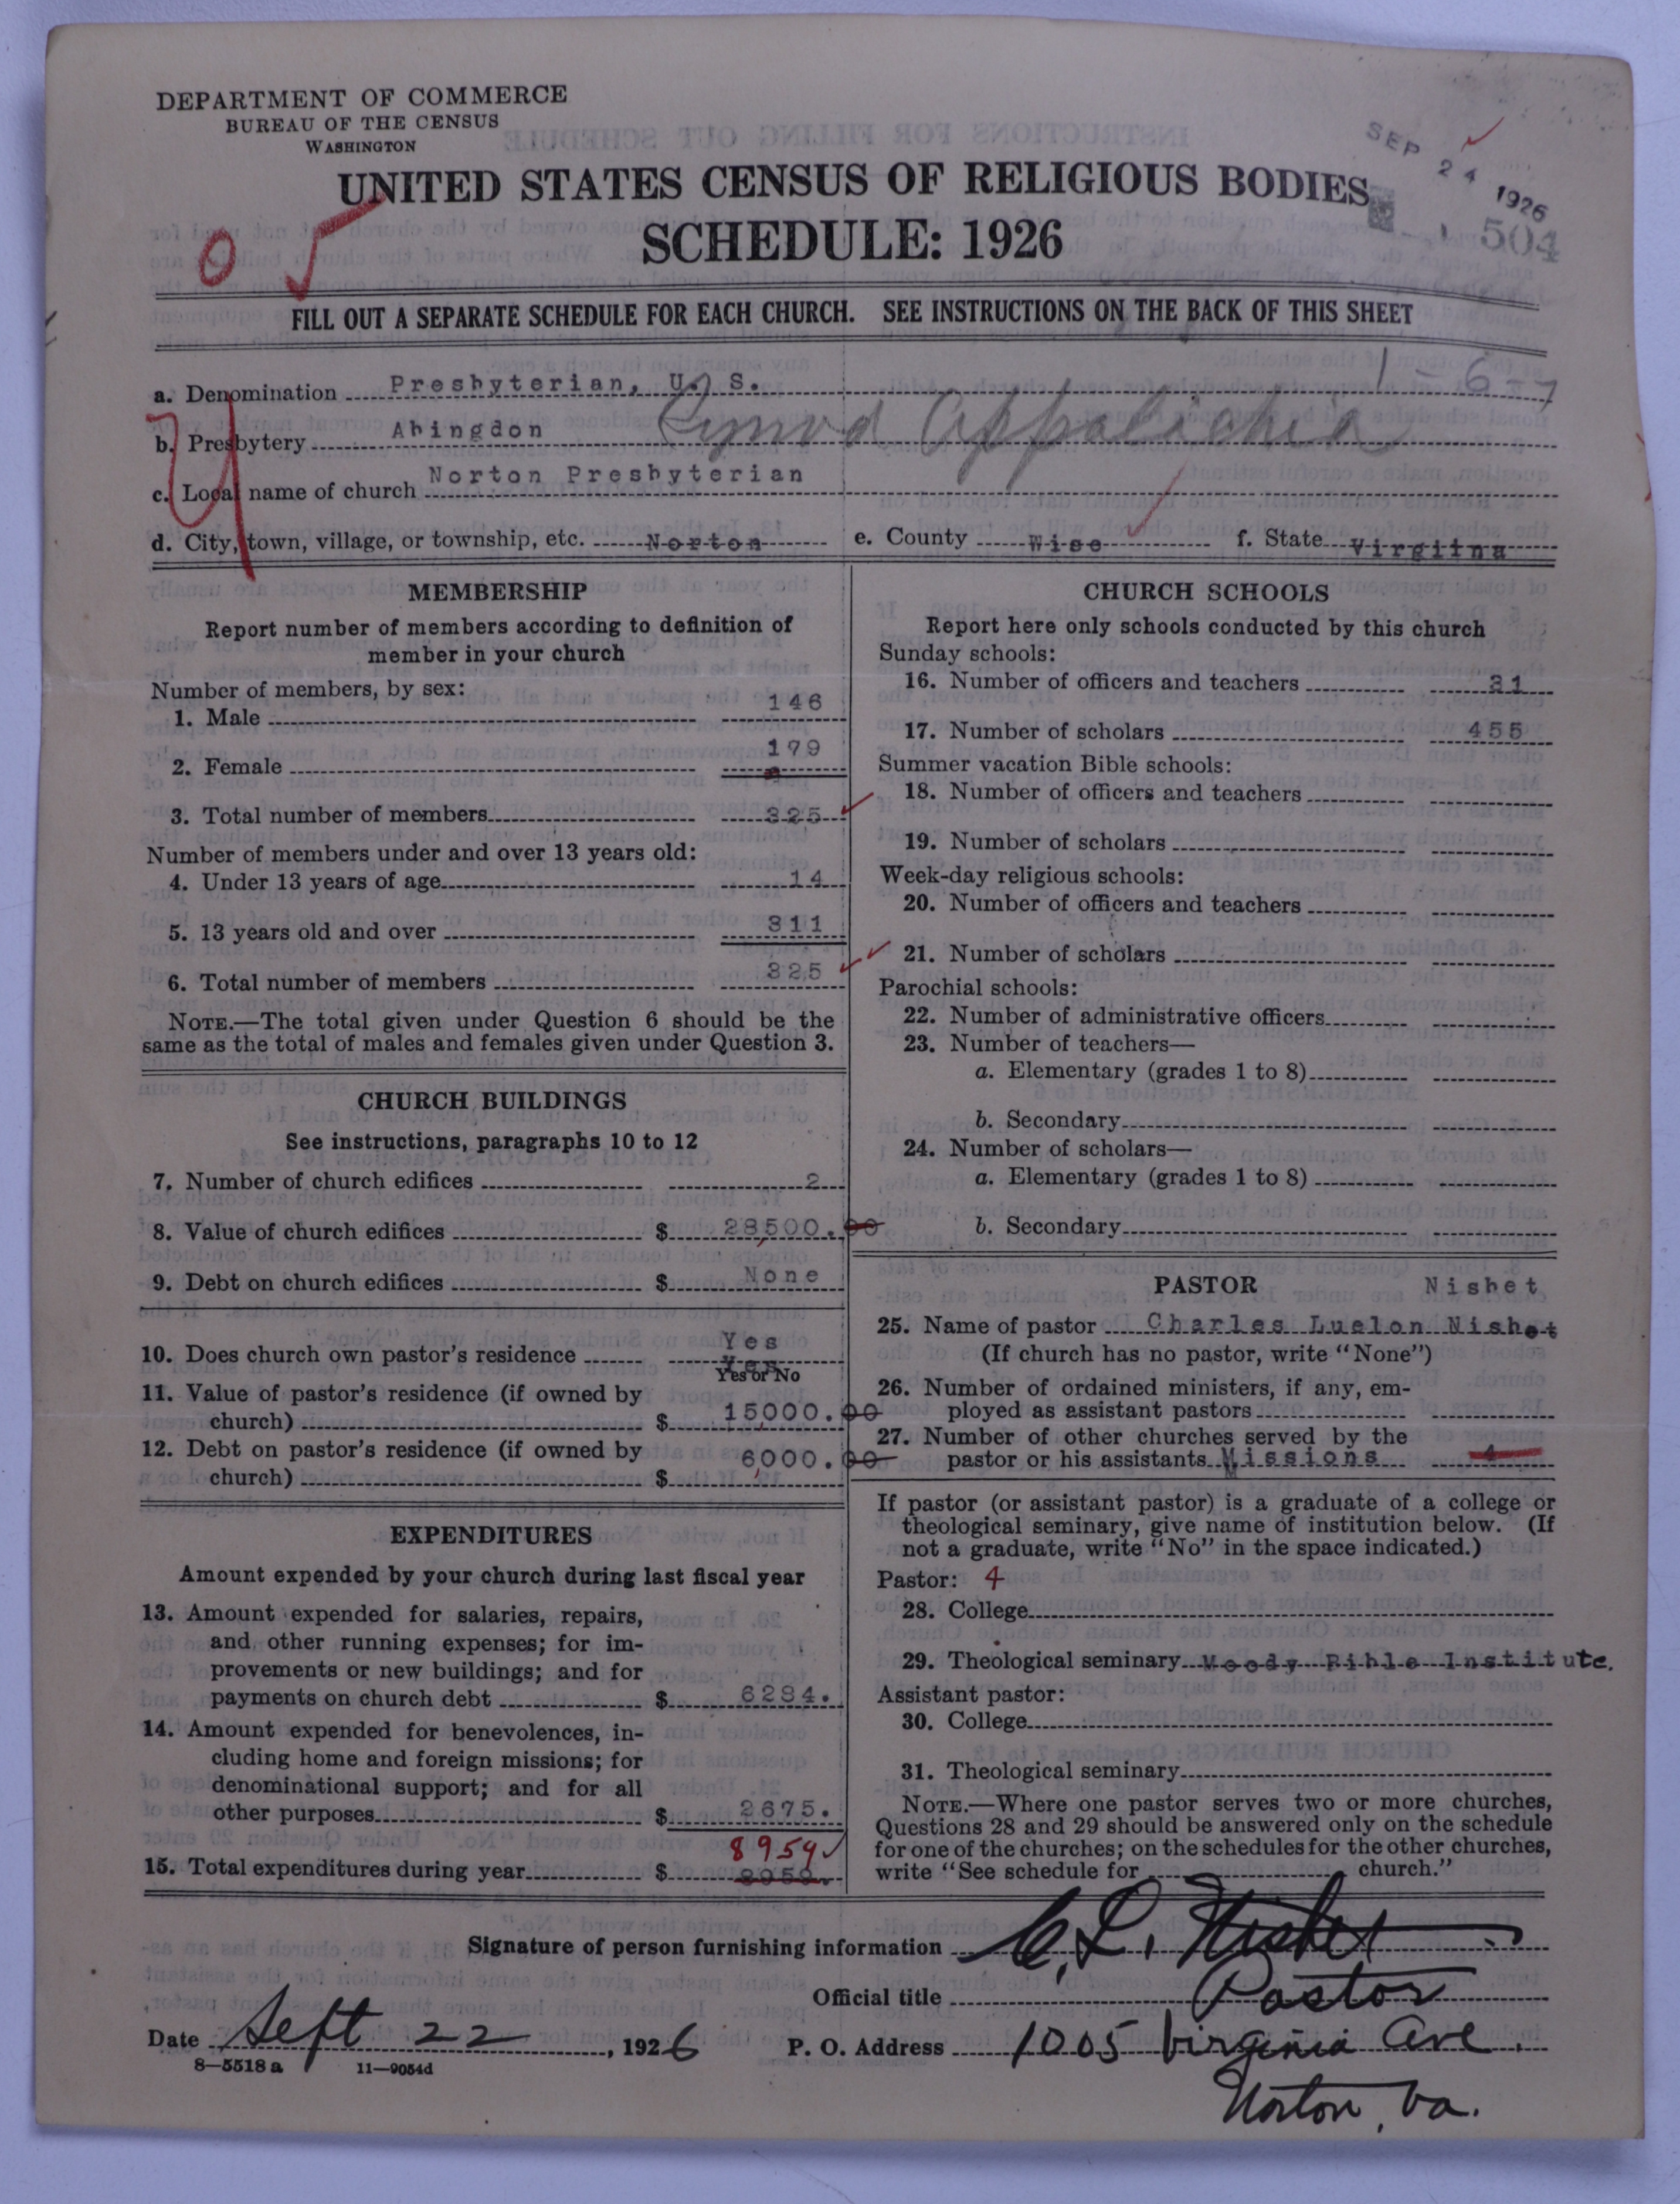 DEPARTMENT OF COMMERCE
BUREAU OF THE CENSUS
WASHINGTON
SEP 24 1926
504
UNITED STATES CENSUS OF RELIGIOUS BODIES
SCHEDULE: 1926
0
FILL OUT A SEPARATE SCHEDULE FOR EACH CHURCH. SEE INSTRUCTIONS ON THE BACK OF THIS SHEET
1-6-7
a. Denomination Presbyterian, U. S.
b. Presbytery Abingdon Synod Appalichia
c. Local name of church Norton Presbyterian
d. City, town, village, or township, etc. Norton e. County Wise f. State Virgiina
MEMBERSHIP
Report number of members according to definition of
member in your church
Number of members, by sex:
1. Male 146
2. Female 179
3. Total number of members 325
Number of members under and over 13 years old:
4. Under 13 years of age 14
5. 13 years old and over 311
6. Total number of members 325
NOTE.—The total given under Question 6 should be the
same as the total of males and females given under Question 3.
CHURCH BUILDINGS
See instructions, paragraphs 10 to 12
7. Number of church edifices 2
8. Value of church edifices $ 28500.00
9. Debt on church edifices $ None
10. Does church own pastor's residence Yes
Yes
Yes or No
11. Value of pastor's residence (if owned by
church) $ 15000.00
12. Debt on pastor's residence (if owned by
church) $ 6000.00
EXPENDITURES
Amount expended by your church during last fiscal year
13. Amount expended for salaries, repairs,
and other running expenses; for im-
provements or new buildings; and for
payments on church debt $ 6284.
14. Amount expended for benevolences, in-
cluding home and foreign missions; for
denominational support; and for all
other purposes $ 2675.
8959
15. Total expenditures during year $ 8959.
CHURCH SCHOOLS
Report here only schools conducted by this church
Sunday schools:
16. Number of officers and teachers 31
17. Number of scholars 455
Summer vacation Bible schools:
18. Number of officers and teachers
19. Number of scholars
Week-day religious schools:
20. Number of officers and teachers
21. Number of scholars
Parochial schools:
22. Number of administrative officers
23. Number of teachers—
a. Elementary (grades 1 to 8)
b. Secondary
24. Number of scholars—
a. Elementary (grades 1 to 8)
b. Secondary
PASTOR Nisbet
25. Name of pastor Charles Luelon Nisbet
(If church has no pastor, write "None")
26. Number of ordained ministers, if any, em-
ployed as assistant pastors
27. Number of other churches served by the
pastor or his assistants Missions 4
If pastor (or assistant pastor) is a graduate of a college or
theological seminary, give name of institution below. (If
not a graduate, write "No" in the space indicated.)
Pastor: 4
28. College
29. Theological seminary Moody Bible Institute.
Assistant pastor:
30. College
31. Theological seminary
NOTE.—Where one pastor serves two or more churches,
Questions 28 and 29 should be answered only on the schedule
for one of the churches; on the schedules for the other churches,
write "See schedule for church."
Signature of person furnishing information C. L. Nisbet
Official title Pastor
Date Sept 22, 1926 P. O. Address 1005 Virginia Ave.
8—5518 a 11—9054d
Norton, Va.